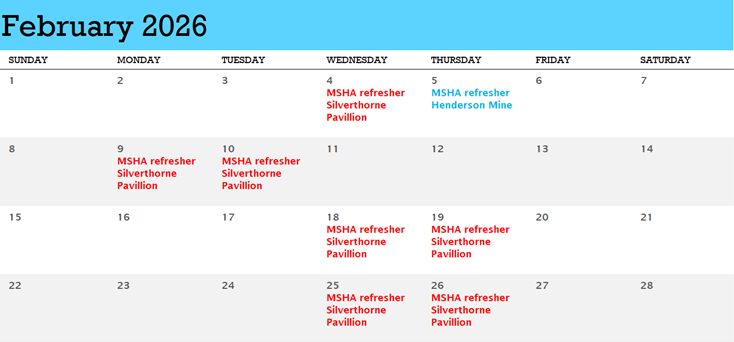 February 2026
SUNDAY MONDAY TUESDAY WEDNESDAY THURSDAY FRIDAY SATURDAY
1 2 3 4 5 6 7
MSHA refresher MSHA refresher
Silverthorne Henderson Mine
Pavillion
8 9 10 11 12 13 14
MSHA refresher MSHA refresher
Silverthorne Silverthorne
Pavillion Pavillion
15 16 17 18 19 20 21
MSHA refresher MSHA refresher
Silverthorne Silverthorne
Pavillion Pavillion
22 23 24 25 26 27 28
MSHA refresher MSHA refresher
Silverthorne Silverthorne
Pavillion Pavillion